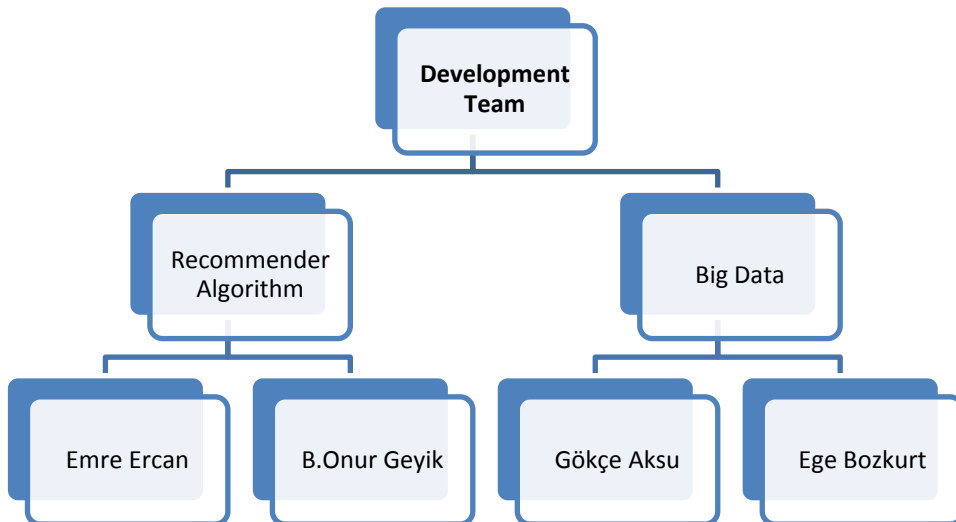 Development
Team
Recommender
Algorithm
Big Data
Emre Ercan
B.Onur Geyik
Gökçe Aksu
Ege Bozkurt